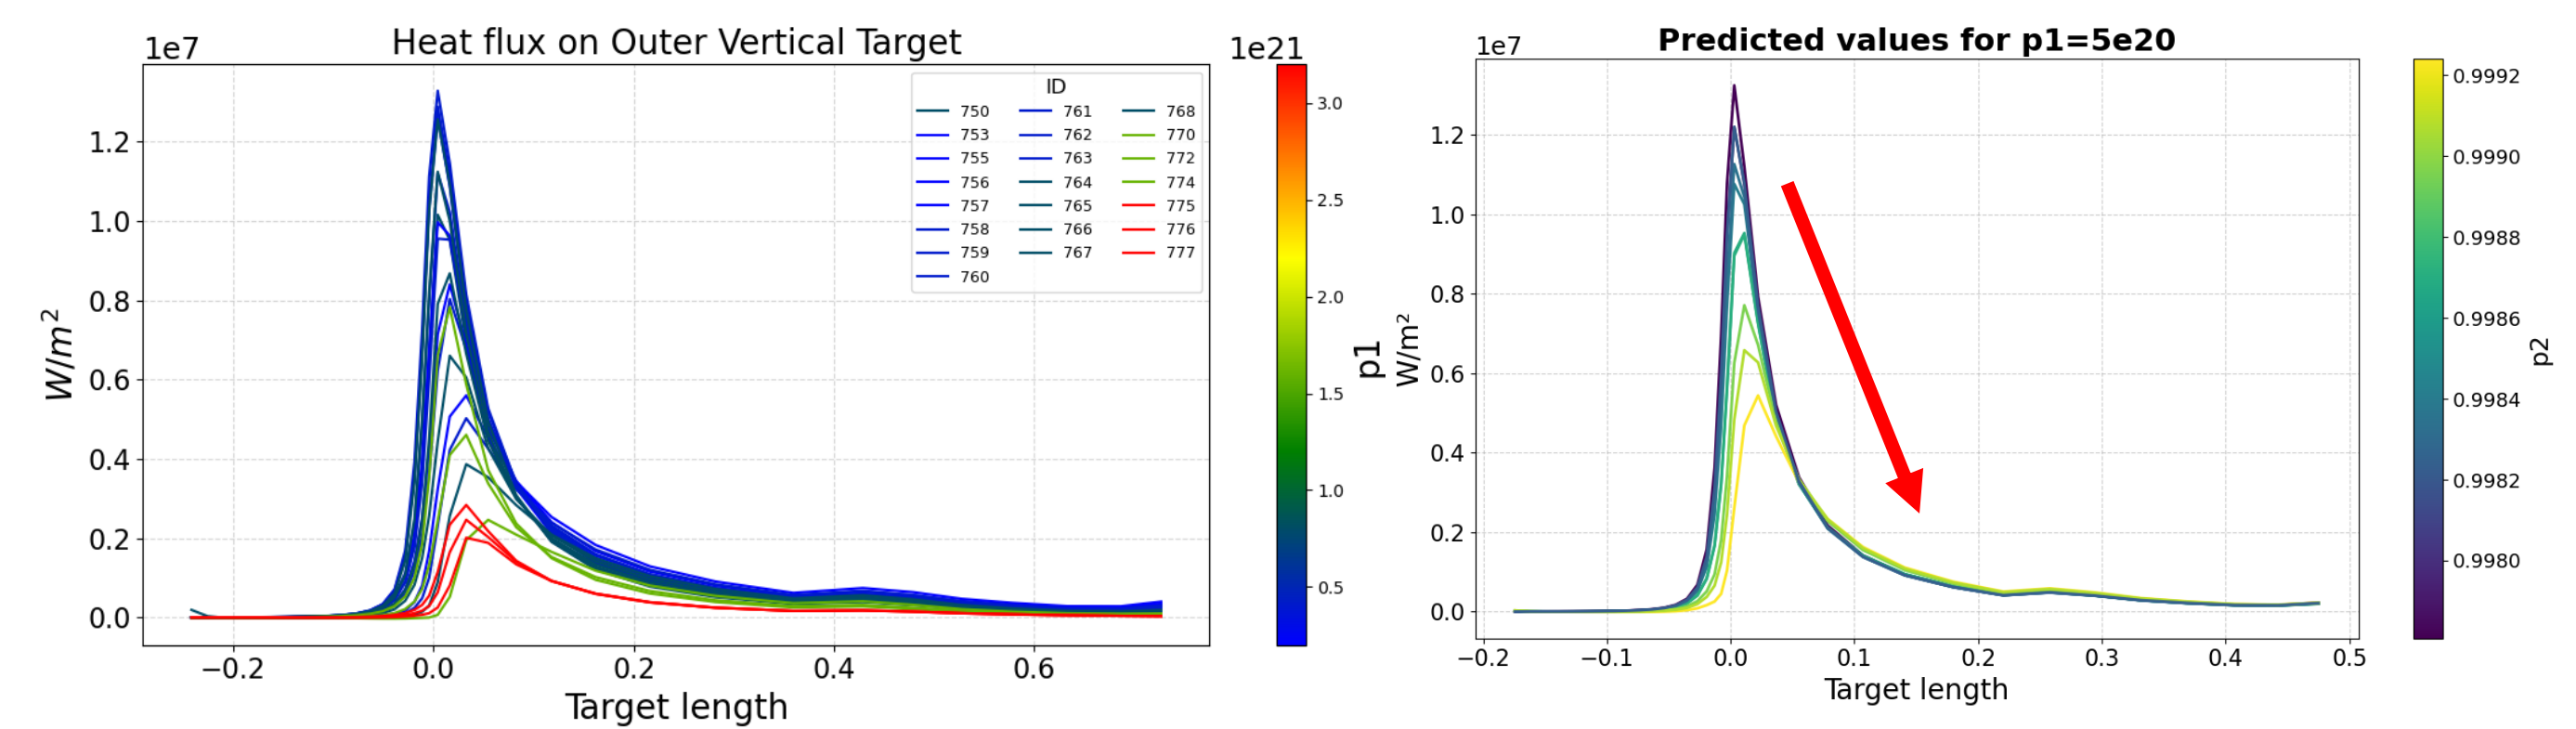 Heat flux on Outer Vertical Target
1e7
1.2
1.0
0.8
0.6
0.4
0.2
0.0
W/m²
−0.2
0.0
0.2
0.4
0.6
Target length
ID
750 761 768
753 762 770
755 763 772
756 764 774
757 765 775
758 766 776
759 767 777
760
1e21
3.0
2.5
2.0
1.5
1.0
0.5
p1
Predicted values for p1=5e20
1e7
1.2
1.0
0.8
0.6
0.4
0.2
0.0
W/m²
−0.2
−0.1
0.0
0.1
0.2
0.3
0.4
0.5
Target length
0.9992
0.9990
0.9988
0.9986
0.9984
0.9982
0.9980
p2